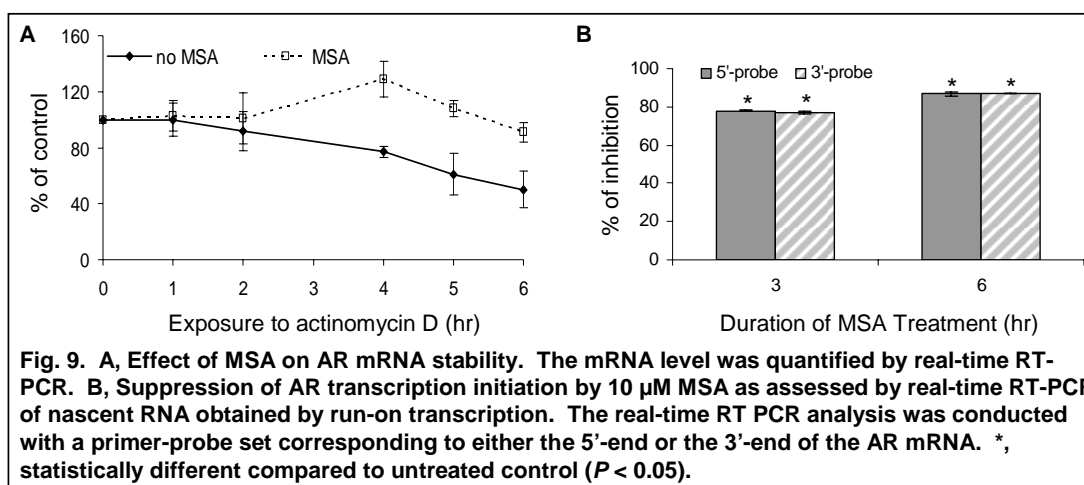 A
no MSA
MSA
160
120
80
40
0
% of control
0 1 2 3 4 5 6
Exposure to actinomycin D (hr)
B
5'-probe
3'-probe
100
80
60
40
20
0
% of inhibition
* * * *
3 6
Duration of MSA Treatment (hr)
Fig. 9. A, Effect of MSA on AR mRNA stability. The mRNA level was quantified by real-time RT-
PCR. B, Suppression of AR transcription initiation by 10 µM MSA as assessed by real-time RT-PCR
of nascent RNA obtained by run-on transcription. The real-time RT PCR analysis was conducted
with a primer-probe set corresponding to either the 5’-end or the 3’-end of the AR mRNA. *,
statistically different compared to untreated control (P < 0.05).